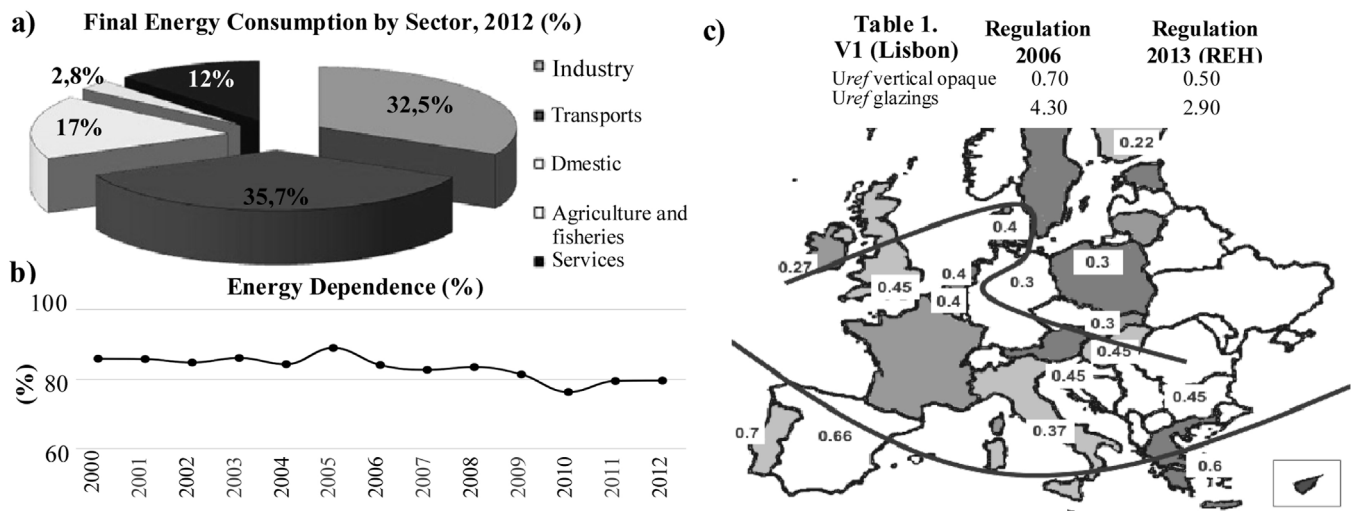 a)
Final Energy Consumption by Sector, 2012 (%)
2,8%
12%
32,5%
17%
35,7%
Industry
Transports
Dmestic
Agriculture and
fisheries
Services
b)
Energy Dependence (%)
(%)
100
80
60
2000
2001
2002
2003
2004
2005
2006
2007
2008
2009
2010
2011
2012
c)
Table 1. Regulation Regulation
V1 (Lisbon) 2006 2013 (REH)
Uref vertical opaque 0.70 0.50
Uref glazings 4.30 2.90
0.22
0.4
0.27
0.4
0.3
0.3
0.45
0.4
0.3
0.45
0.45
0.45
0.7
0.66
0.37
0.6